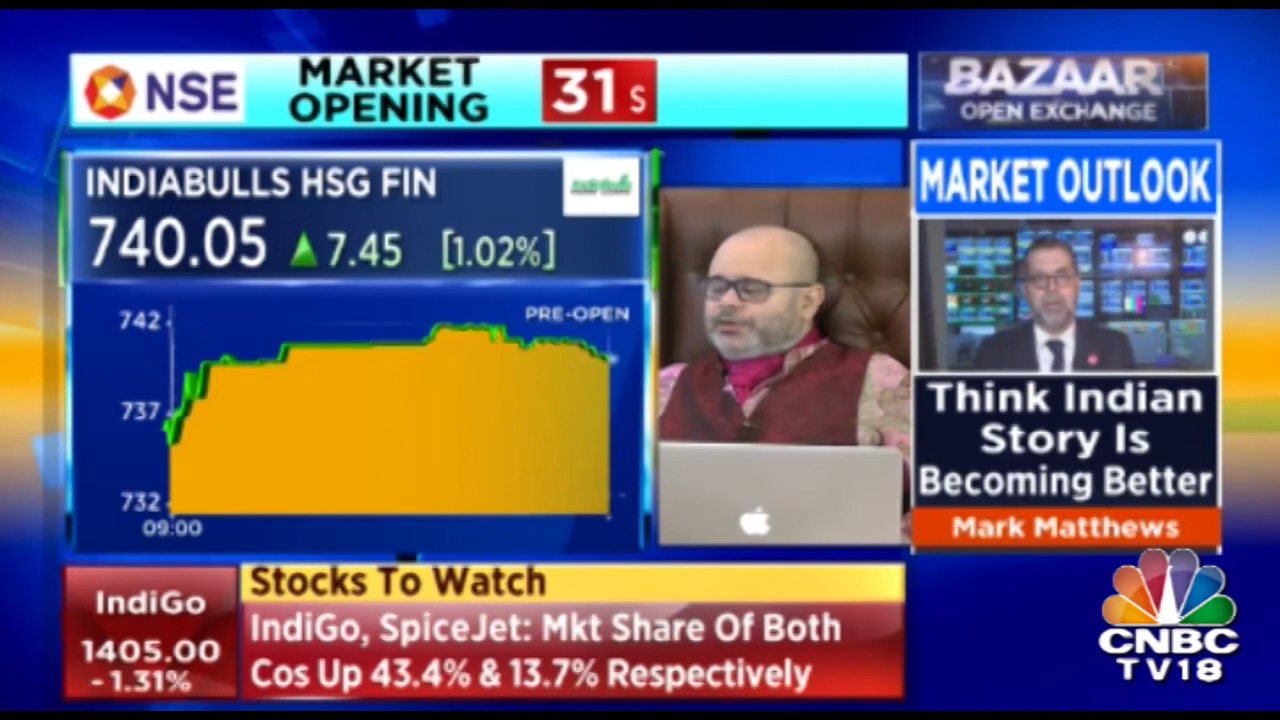 NSE
MARKET
OPENING
31 S
BAZAAR
OPEN EXCHANGE
INDIABULLS HSG FIN
740.05 ▲ 7.45 [1.02%]
PRE-OPEN
742
737
732
09:00
MARKET OUTLOOK
Think Indian
Story Is
Becoming Better
Mark Matthews
IndiGo
1405.00
-1.31%
Stocks To Watch
IndiGo, SpiceJet: Mkt Share Of Both
Cos Up 43.4% & 13.7% Respectively
CNBC
TV18